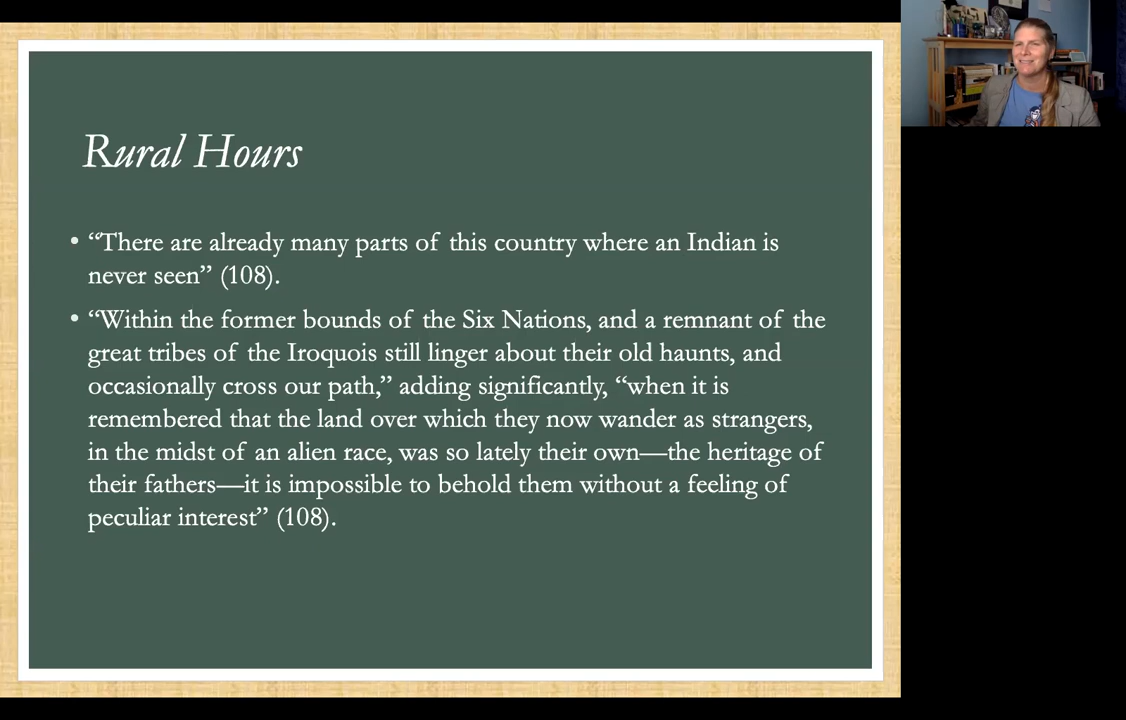 Rural Hours
• “There are already many parts of this country where an Indian is
never seen” (108).
• “Within the former bounds of the Six Nations, and a remnant of the
great tribes of the Iroquois still linger about their old haunts, and
occasionally cross our path,” adding significantly, “when it is
remembered that the land over which they now wander as strangers,
in the midst of an alien race, was so lately their own—the heritage of
their fathers—it is impossible to behold them without a feeling of
peculiar interest” (108).